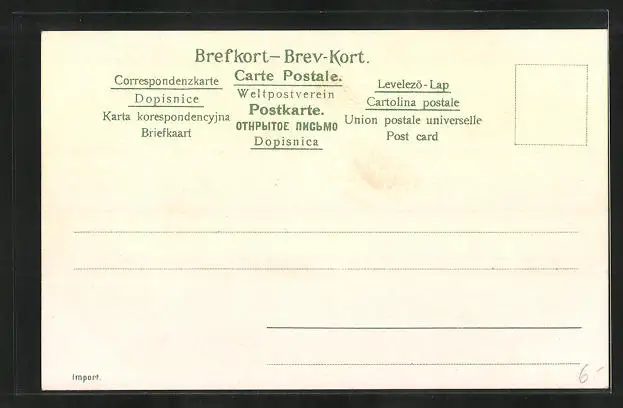 Brefkort—Brev-Kort.
Correspondenzkarte
Dopisnice
Karta korespondencyjna
Briefkaart
Carte Postale.
Weltpostverein
Postkarte.
ОТНРЫТОЕ ПИСЬМО
Dopisnica
Levelező-Lap
Cartolina postale
Union postale universelle
Post card
Import.
6.-